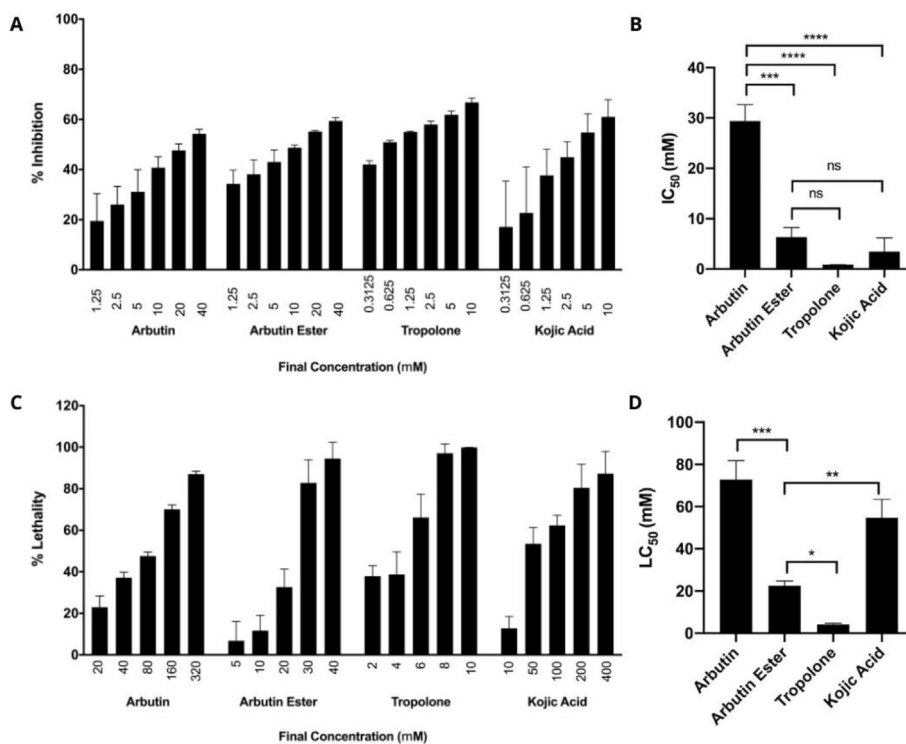 A
% Inhibition
100
80
60
40
20
0
1.25 2.5 5 10 20 40
1.25 2.5 5 10 20 40
0.3125 0.625 1.25 2.5 5 10
0.3125 0.625 1.25 2.5 5 10
Arbutin Arbutin Ester Tropolone Kojic Acid
Final Concentration (mM)
B
IC50 (mM)
40
30
20
10
0
****
****
***
ns
ns
Arbutin
Arbutin Ester
Tropolone
Kojic Acid
C
% Lethality
120
100
80
60
40
20
0
20 40 80 160 320
5 10 20 30 40
2 4 6 8 10
10 50 100 200 400
Arbutin Arbutin Ester Tropolone Kojic Acid
Final Concentration (mM)
D
LC50 (mM)
100
80
60
40
20
0
***
**
*
Arbutin
Arbutin Ester
Tropolone
Kojic Acid